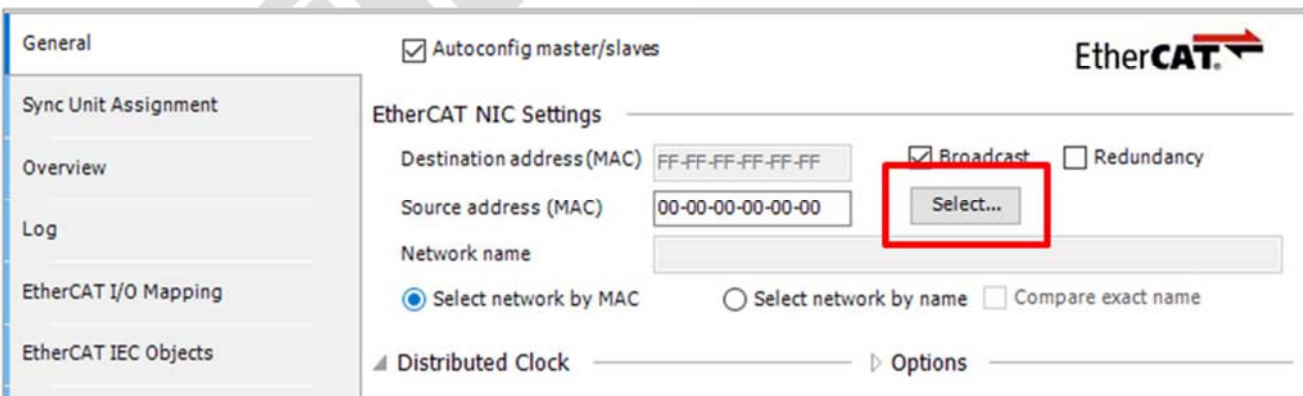 General
Autoconfig master/slaves
EtherCAT.
Sync Unit Assignment
EtherCAT NIC Settings
Overview
Destination address (MAC) FF-FF-FF-FF-FF-FF Broadcast Redundancy
Source address (MAC) 00-00-00-00-00-00 Select...
Log
Network name
EtherCAT I/O Mapping
Select network by MAC Select network by name Compare exact name
EtherCAT IEC Objects
Distributed Clock Options